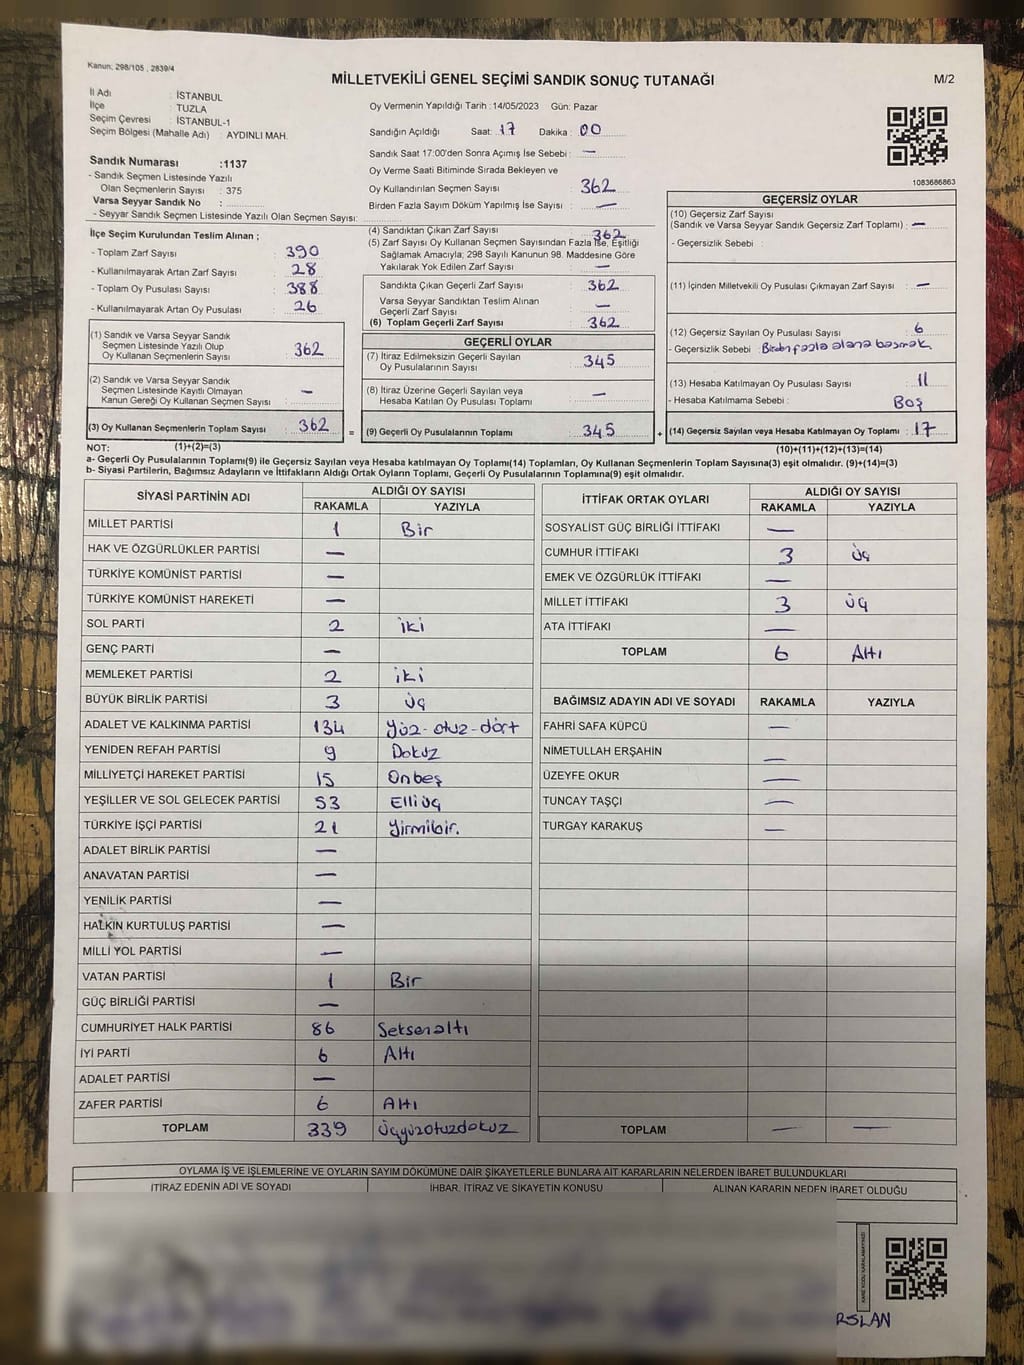 Kanun: 298/105 , 2839/4
MİLLETVEKİLİ GENEL SEÇİMİ SANDIK SONUÇ TUTANAĞI
M/2
İl Adı : İSTANBUL
İlçe : TUZLA
Seçim Çevresi : İSTANBUL-1
Seçim Bölgesi (Mahalle Adı) : AYDINLI MAH.
Sandık Numarası :1137
- Sandık Seçmen Listesinde Yazılı
Olan Seçmenlerin Sayısı : 375
Varsa Seyyar Sandık No :
- Seyyar Sandık Seçmen Listesinde Yazılı Olan Seçmen Sayısı:
Oy Vermenin Yapıldığı Tarih :14/05/2023 Gün: Pazar
Sandığın Açıldığı Saat: 17 Dakika : 00
Sandık Saat 17:00'den Sonra Açılmış İse Sebebi : —
Oy Verme Saati Bitiminde Sırada Bekleyen ve
Oy Kullandırılan Seçmen Sayısı : 362
Birden Fazla Sayım Döküm Yapılmış İse Sayısı : —
1083686863
İlçe Seçim Kurulundan Teslim Alınan ;
- Toplam Zarf Sayısı : 390
- Kullanılmayarak Artan Zarf Sayısı : 28
- Toplam Oy Pusulası Sayısı : 388
- Kullanılmayarak Artan Oy Pusulası : 26
(1) Sandık ve Varsa Seyyar Sandık
Seçmen Listesinde Yazılı Olup
Oy Kullanan Seçmenlerin Sayısı : 362
(2) Sandık ve Varsa Seyyar Sandık
Seçmen Listesinde Kayıtlı Olmayan
Kanun Gereği Oy Kullanan Seçmen Sayısı : —
(3) Oy Kullanan Seçmenlerin Toplam Sayısı : 362 =
(4) Sandıktan Çıkan Zarf Sayısı : 362
(5) Zarf Sayısı Oy Kullanan Seçmen Sayısından Fazla İse, Eşitliği
Sağlamak Amacıyla; 298 Sayılı Kanunun 98. Maddesine Göre
Yakılarak Yok Edilen Zarf Sayısı : —
Sandıkta Çıkan Geçerli Zarf Sayısı : 362
Varsa Seyyar Sandıktan Teslim Alınan
Geçerli Zarf Sayısı : —
(6) Toplam Geçerli Zarf Sayısı : 362
GEÇERLİ OYLAR
(7) İtiraz Edilmeksizin Geçerli Sayılan
Oy Pusulalarının Sayısı : 345
(8) İtiraz Üzerine Geçerli Sayılan veya
Hesaba Katılan Oy Pusulası Toplamı : —
(9) Geçerli Oy Pusulalarının Toplamı : 345 +
GEÇERSİZ OYLAR
(10) Geçersiz Zarf Sayısı
(Sandık ve Varsa Seyyar Sandık Geçersiz Zarf Toplamı) : —
- Geçersizlik Sebebi :
(11) İçinden Milletvekili Oy Pusulası Çıkmayan Zarf Sayısı : —
(12) Geçersiz Sayılan Oy Pusulası Sayısı : 6
- Geçersizlik Sebebi : Birden fazla alana basmak
(13) Hesaba Katılmayan Oy Pusulası Sayısı : 11
- Hesaba Katılmama Sebebi : Boş
(14) Geçersiz Sayılan veya Hesaba Katılmayan Oy Toplamı : 17
NOT: (1)+(2)=(3) (10)+(11)+(12)+(13)=(14)
a- Geçerli Oy Pusulalarının Toplamı(9) ile Geçersiz Sayılan veya Hesaba katılmayan Oy Toplamı(14) Toplamları, Oy Kullanan Seçmenlerin Toplam Sayısına(3) eşit olmalıdır. (9)+(14)=(3)
b- Siyasi Partilerin, Bağımsız Adayların ve İttifakların Aldığı Ortak Oyların Toplamı, Geçerli Oy Pusulalarının Toplamına(9) eşit olmalıdır.
SİYASİ PARTİNİN ADI ALDIĞI OY SAYISI
RAKAMLA YAZIYLA
MİLLET PARTİSİ 1 Bir
HAK VE ÖZGÜRLÜKLER PARTİSİ —
TÜRKİYE KOMÜNİST PARTİSİ —
TÜRKİYE KOMÜNİST HAREKETİ —
SOL PARTİ 2 iki
GENÇ PARTİ —
MEMLEKET PARTİSİ 2 iki
BÜYÜK BİRLİK PARTİSİ 3 üç
ADALET VE KALKINMA PARTİSİ 134 Yüz-otuz-dört
YENİDEN REFAH PARTİSİ 9 Dokuz
MİLLİYETÇİ HAREKET PARTİSİ 15 Onbeş
YEŞİLLER VE SOL GELECEK PARTİSİ 53 Elliüç
TÜRKİYE İŞÇİ PARTİSİ 21 Yirmibir.
ADALET BİRLİK PARTİSİ —
ANAVATAN PARTİSİ —
YENİLİK PARTİSİ —
HALKIN KURTULUŞ PARTİSİ —
MİLLİ YOL PARTİSİ —
VATAN PARTİSİ 1 Bir
GÜÇ BİRLİĞİ PARTİSİ —
CUMHURİYET HALK PARTİSİ 86 Seksenaltı
İYİ PARTİ 6 Altı
ADALET PARTİSİ —
ZAFER PARTİSİ 6 Altı
TOPLAM 339 üçyüzotuzdokuz
İTTİFAK ORTAK OYLARI ALDIĞI OY SAYISI
RAKAMLA YAZIYLA
SOSYALİST GÜÇ BİRLİĞİ İTTİFAKI —
CUMHUR İTTİFAKI 3 üç
EMEK VE ÖZGÜRLÜK İTTİFAKI —
MİLLET İTTİFAKI 3 üç
ATA İTTİFAKI —
TOPLAM 6 Altı
BAĞIMSIZ ADAYIN ADI VE SOYADI RAKAMLA YAZIYLA
FAHRİ SAFA KÜPCÜ —
NİMETULLAH ERŞAHİN —
ÜZEYFE OKUR —
TUNCAY TAŞÇI —
TURGAY KARAKUŞ —
TOPLAM — —
OYLAMA İŞ VE İŞLEMLERİNE VE OYLARIN SAYIM DÖKÜMÜNE DAİR ŞİKAYETLERLE BUNLARA AİT KARARLARIN NELERDEN İBARET BULUNDUKLARI
İTİRAZ EDENİN ADI VE SOYADI İHBAR, İTİRAZ VE ŞİKAYETİN KONUSU ALINAN KARARIN NEDEN İBARET OLDUĞU
KARE KODU KARALAMAYINIZ!
RSLAN